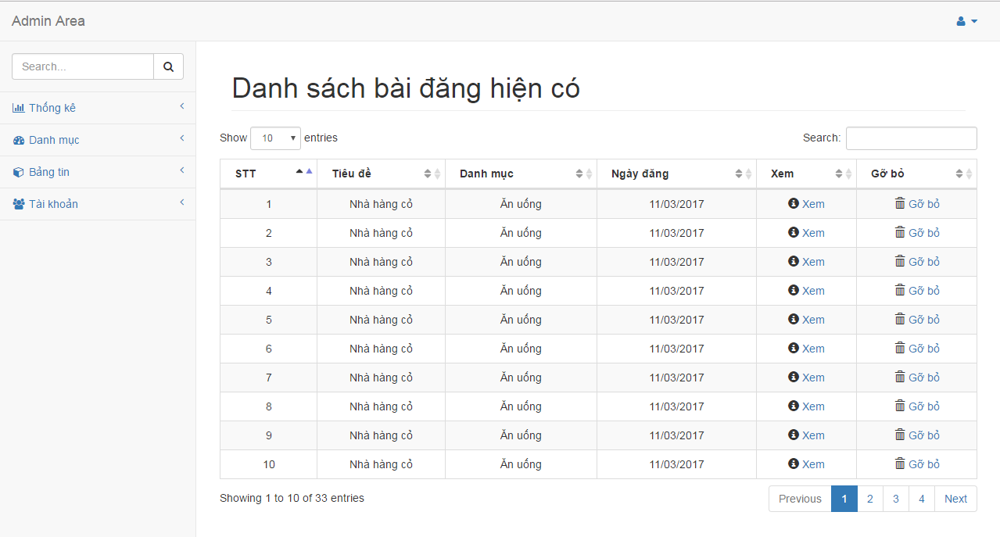 Admin Area
Search...
Thống kê
Danh mục
Bảng tin
Tài khoản
Danh sách bài đăng hiện có
Show 10 entries Search:
STT Tiêu đề Danh mục Ngày đăng Xem Gỡ bỏ
1 Nhà hàng cỏ Ăn uống 11/03/2017 Xem Gỡ bỏ
2 Nhà hàng cỏ Ăn uống 11/03/2017 Xem Gỡ bỏ
3 Nhà hàng cỏ Ăn uống 11/03/2017 Xem Gỡ bỏ
4 Nhà hàng cỏ Ăn uống 11/03/2017 Xem Gỡ bỏ
5 Nhà hàng cỏ Ăn uống 11/03/2017 Xem Gỡ bỏ
6 Nhà hàng cỏ Ăn uống 11/03/2017 Xem Gỡ bỏ
7 Nhà hàng cỏ Ăn uống 11/03/2017 Xem Gỡ bỏ
8 Nhà hàng cỏ Ăn uống 11/03/2017 Xem Gỡ bỏ
9 Nhà hàng cỏ Ăn uống 11/03/2017 Xem Gỡ bỏ
10 Nhà hàng cỏ Ăn uống 11/03/2017 Xem Gỡ bỏ
Showing 1 to 10 of 33 entries Previous 1 2 3 4 Next